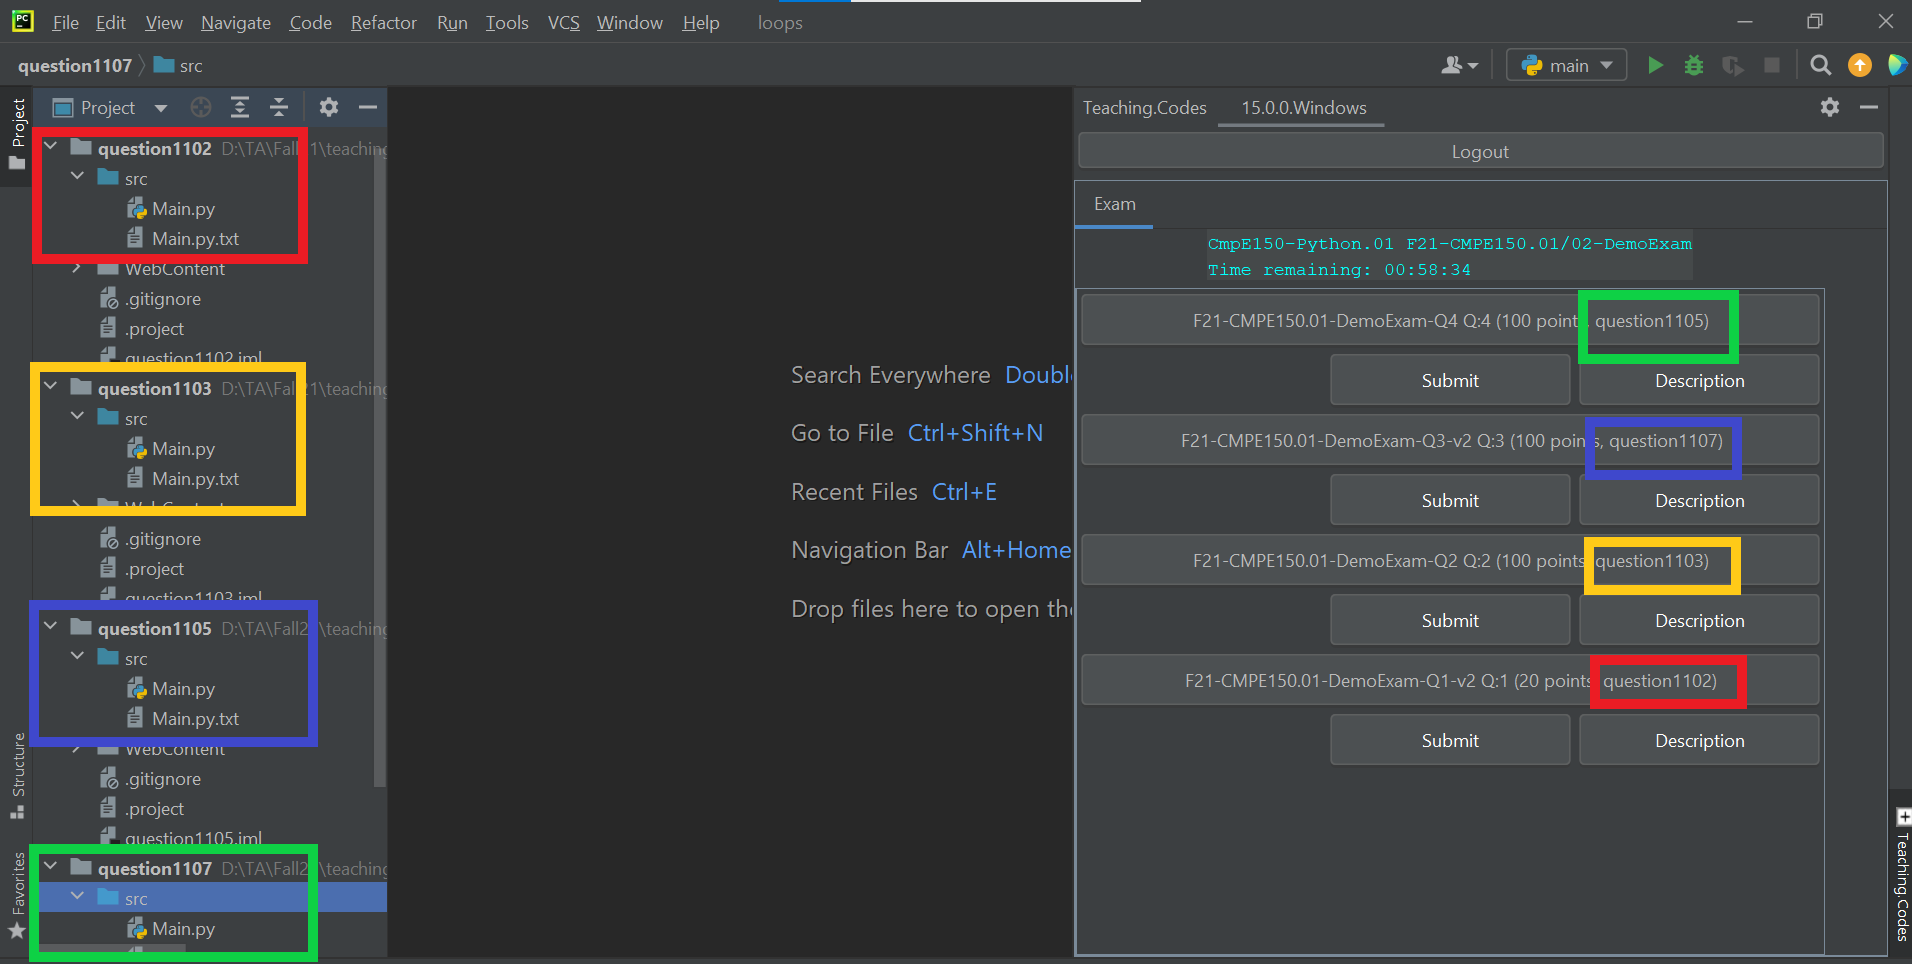 PC
File Edit View Navigate Code Refactor Run Tools VCS Window Help loops
question1107 src
main
Project
Project
question1102 D:\TA\Fall 1\teaching
src
Main.py
Main.py.txt
WebContent
.gitignore
.project
question1102.iml
question1103 D:\TA\Fall 21\teaching
src
Main.py
Main.py.txt
WebContent
.gitignore
.project
question1103.iml
question1105 D:\TA\Fall2 \teaching
src
Main.py
Main.py.txt
WebContent
.gitignore
.project
question1105.iml
question1107 D:\TA\Fall2 \teaching
src
Main.py
Structure
Favorites
Search Everywhere Double
Go to File Ctrl+Shift+N
Recent Files Ctrl+E
Navigation Bar Alt+Home
Drop files here to open the
Teaching.Codes 15.0.0.Windows
Logout
Exam
CmpE150-Python.01 F21-CMPE150.01/02-DemoExam
Time remaining: 00:58:34
F21-CMPE150.01-DemoExam-Q4 Q:4 (100 points, question1105)
Submit Description
F21-CMPE150.01-DemoExam-Q3-v2 Q:3 (100 points, question1107)
Submit Description
F21-CMPE150.01-DemoExam-Q2 Q:2 (100 points question1103)
Submit Description
F21-CMPE150.01-DemoExam-Q1-v2 Q:1 (20 points question1102)
Submit Description
Teaching.Codes